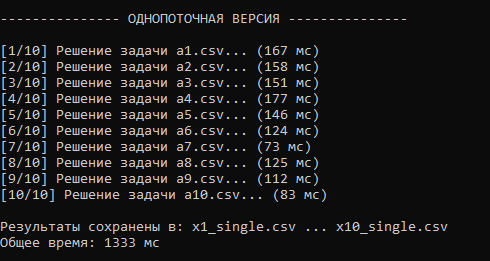 --------------- ОДНОПОТОЧНАЯ ВЕРСИЯ ---------------
[1/10] Решение задачи a1.csv... (167 мс)
[2/10] Решение задачи a2.csv... (158 мс)
[3/10] Решение задачи a3.csv... (151 мс)
[4/10] Решение задачи a4.csv... (177 мс)
[5/10] Решение задачи a5.csv... (146 мс)
[6/10] Решение задачи a6.csv... (124 мс)
[7/10] Решение задачи a7.csv... (73 мс)
[8/10] Решение задачи a8.csv... (125 мс)
[9/10] Решение задачи a9.csv... (112 мс)
[10/10] Решение задачи a10.csv... (83 мс)
Результаты сохранены в: x1_single.csv ... x10_single.csv
Общее время: 1333 мс